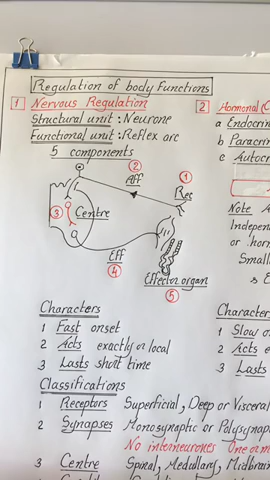 Regulation of body Functions
1 Nervous Regulation
Structural unit : Neurone
Functional unit : Reflex arc
5 components
2
Aff
1
Rec
3 Centre
Eff
4
Effector organ
5
Characters
1 Fast onset
2 Acts exactly or local
3 Lasts short time
Classifications
1 Receptors Superficial, Deep or Visceral
2 Synapses Monosynaptic or Polysynap
No interneurones One or m
3 Centre Spinal, Medullary, Midbrain
2 Hormonal (
a Endocrin
b Paracrin
c Autocr
Note A
Independ
or horm
Small
Character
1 Slow o
2 Acts e
3 Lasts